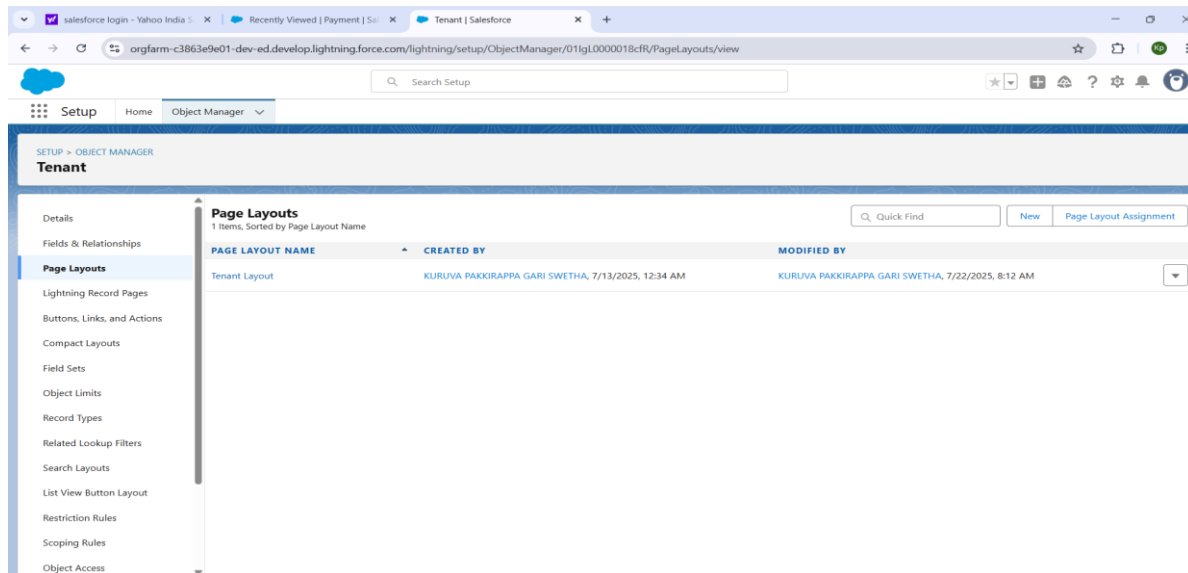 salesforce login - Yahoo India S
Recently Viewed | Payment | Sa
Tenant | Salesforce
orgfarm-c3863e9e01-dev-ed.develop.lightning.force.com/lightning/setup/ObjectManager/01IgL0000018cfR/PageLayouts/view
Kp
Search Setup
Setup Home Object Manager
SETUP > OBJECT MANAGER
Tenant
Details
Fields & Relationships
Page Layouts
Lightning Record Pages
Buttons, Links, and Actions
Compact Layouts
Field Sets
Object Limits
Record Types
Related Lookup Filters
Search Layouts
List View Button Layout
Restriction Rules
Scoping Rules
Object Access
Page Layouts
1 Items, Sorted by Page Layout Name
Quick Find New Page Layout Assignment
PAGE LAYOUT NAME CREATED BY MODIFIED BY
Tenant Layout KURUVA PAKKIRAPPA GARI SWETHA, 7/13/2025, 12:34 AM KURUVA PAKKIRAPPA GARI SWETHA, 7/22/2025, 8:12 AM